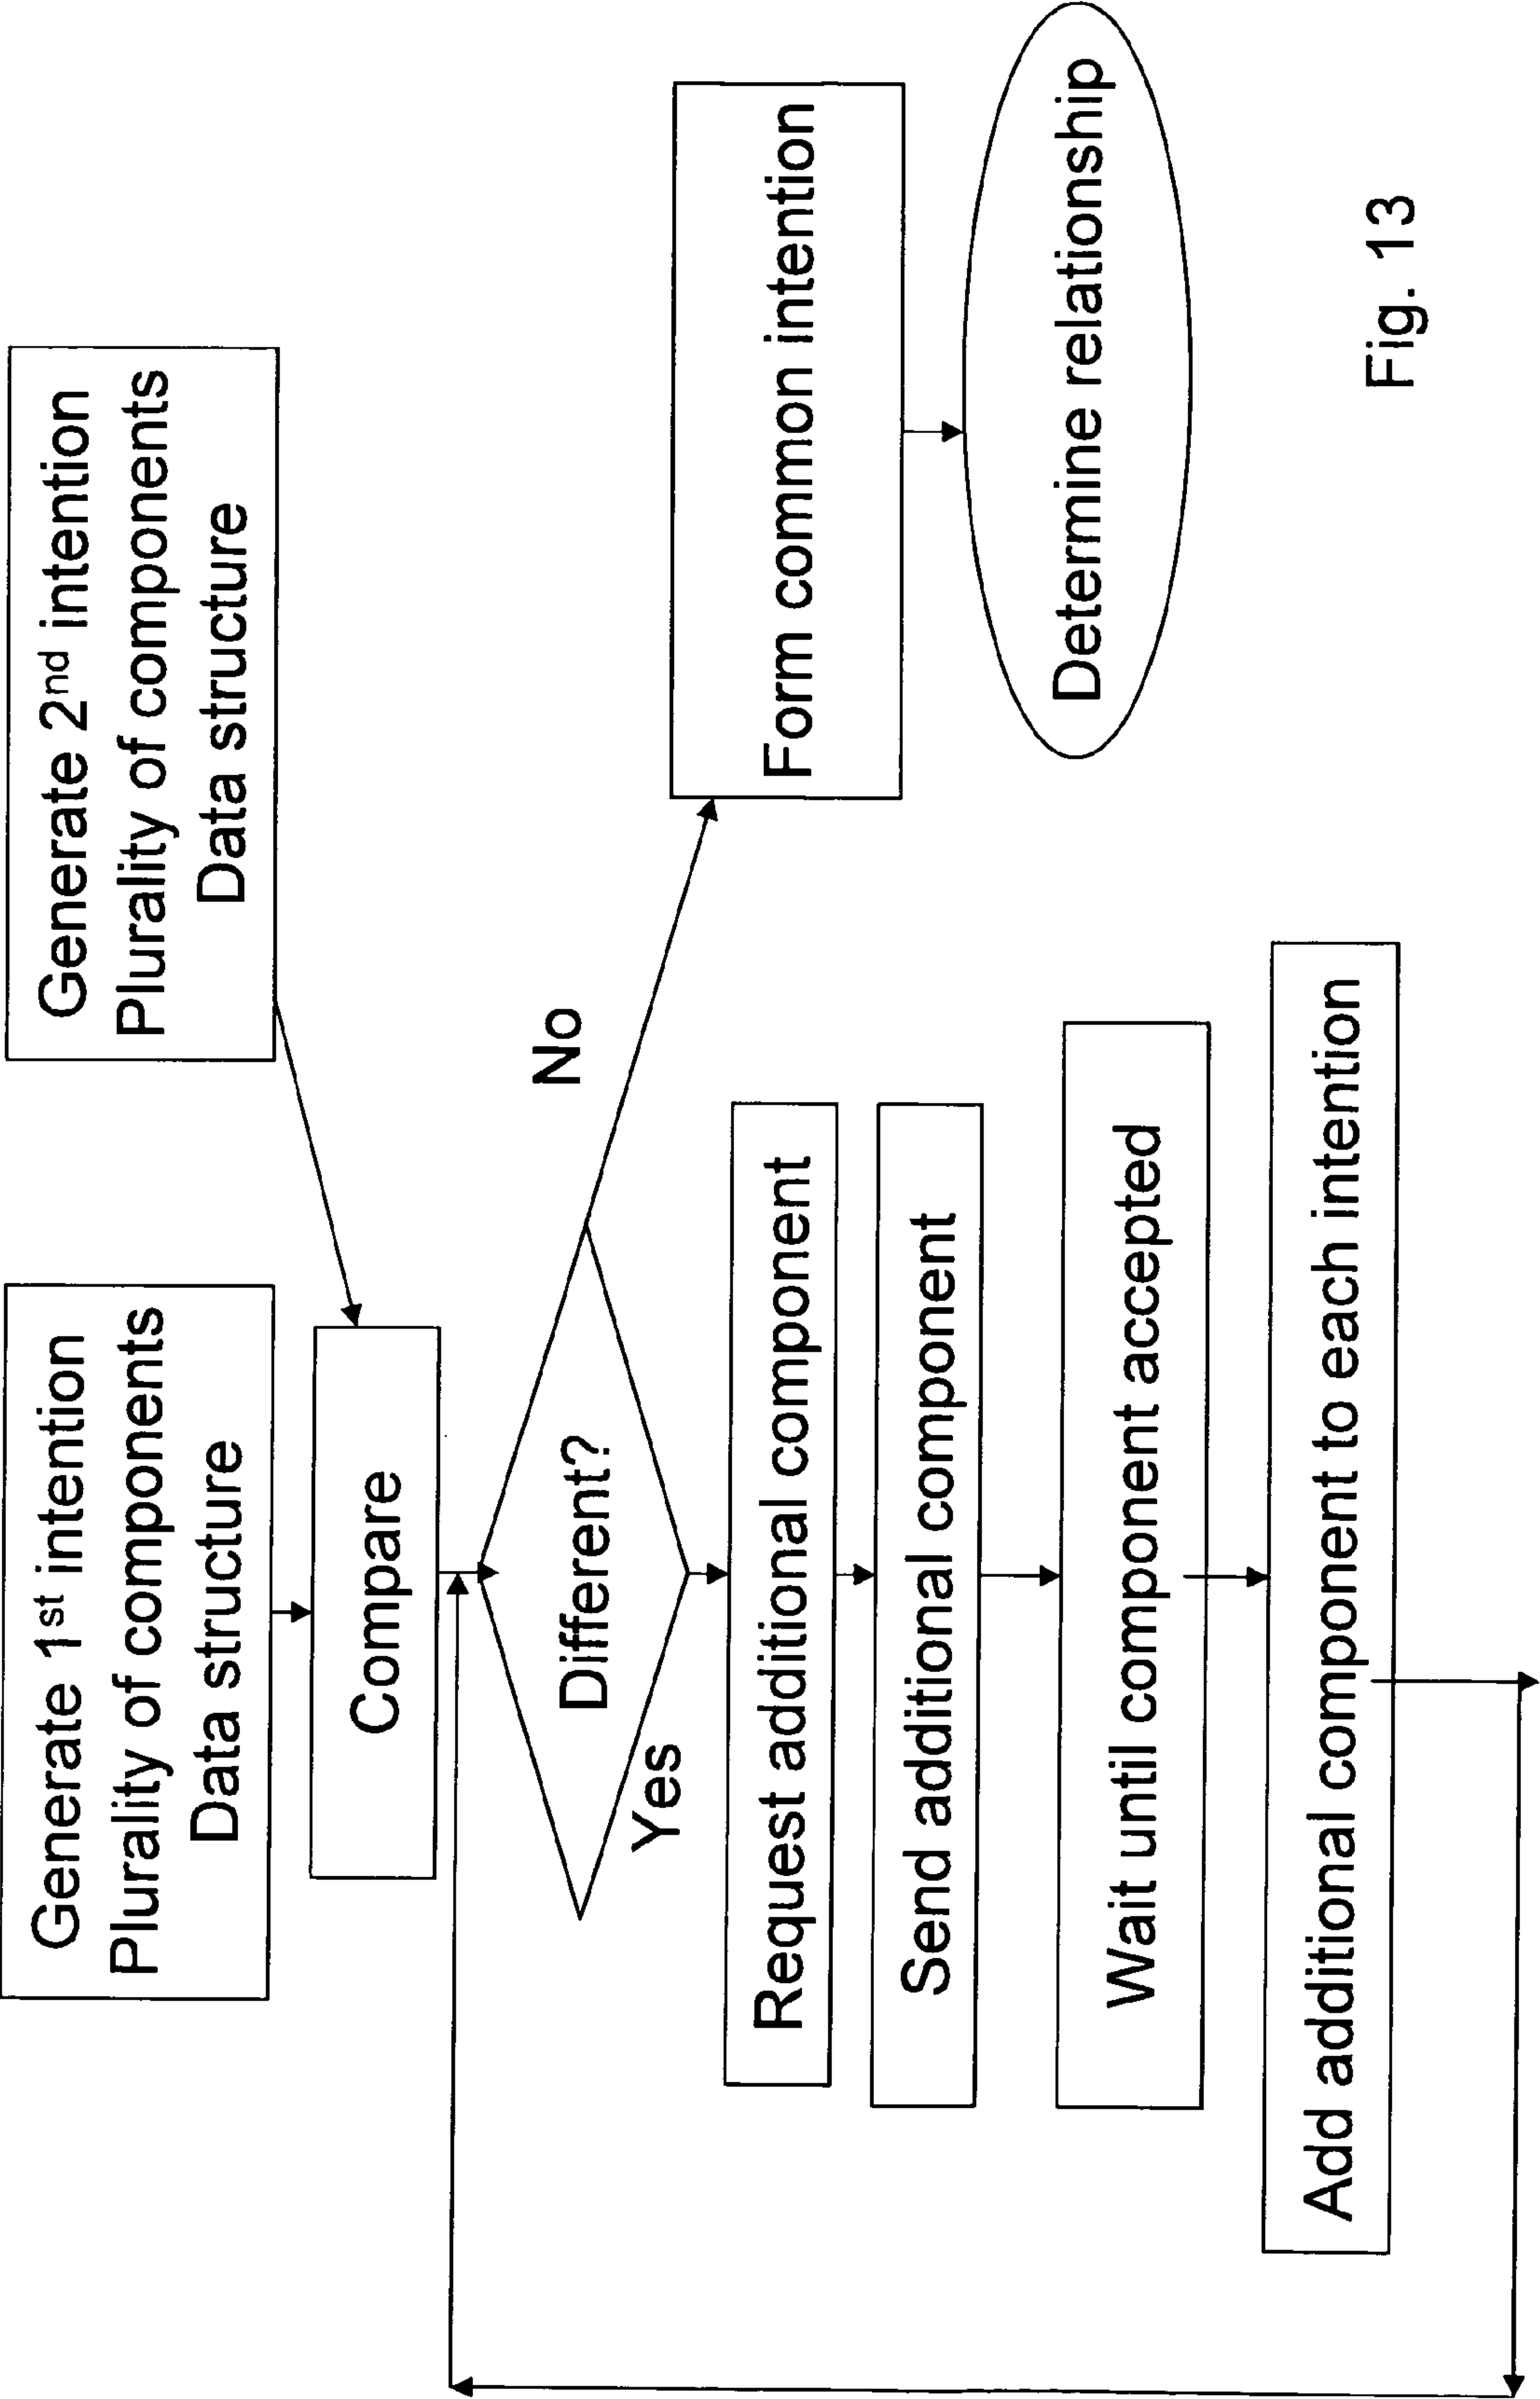 Generate 1st intention
Plurality of components
Data structure
Generate 2nd intention
Plurality of components
Data structure
Compare
Different?
No
Yes
Form common intention
Determine relationship
Request additional component
Send additional component
Wait until component accepted
Add additional component to each intention
Fig. 13